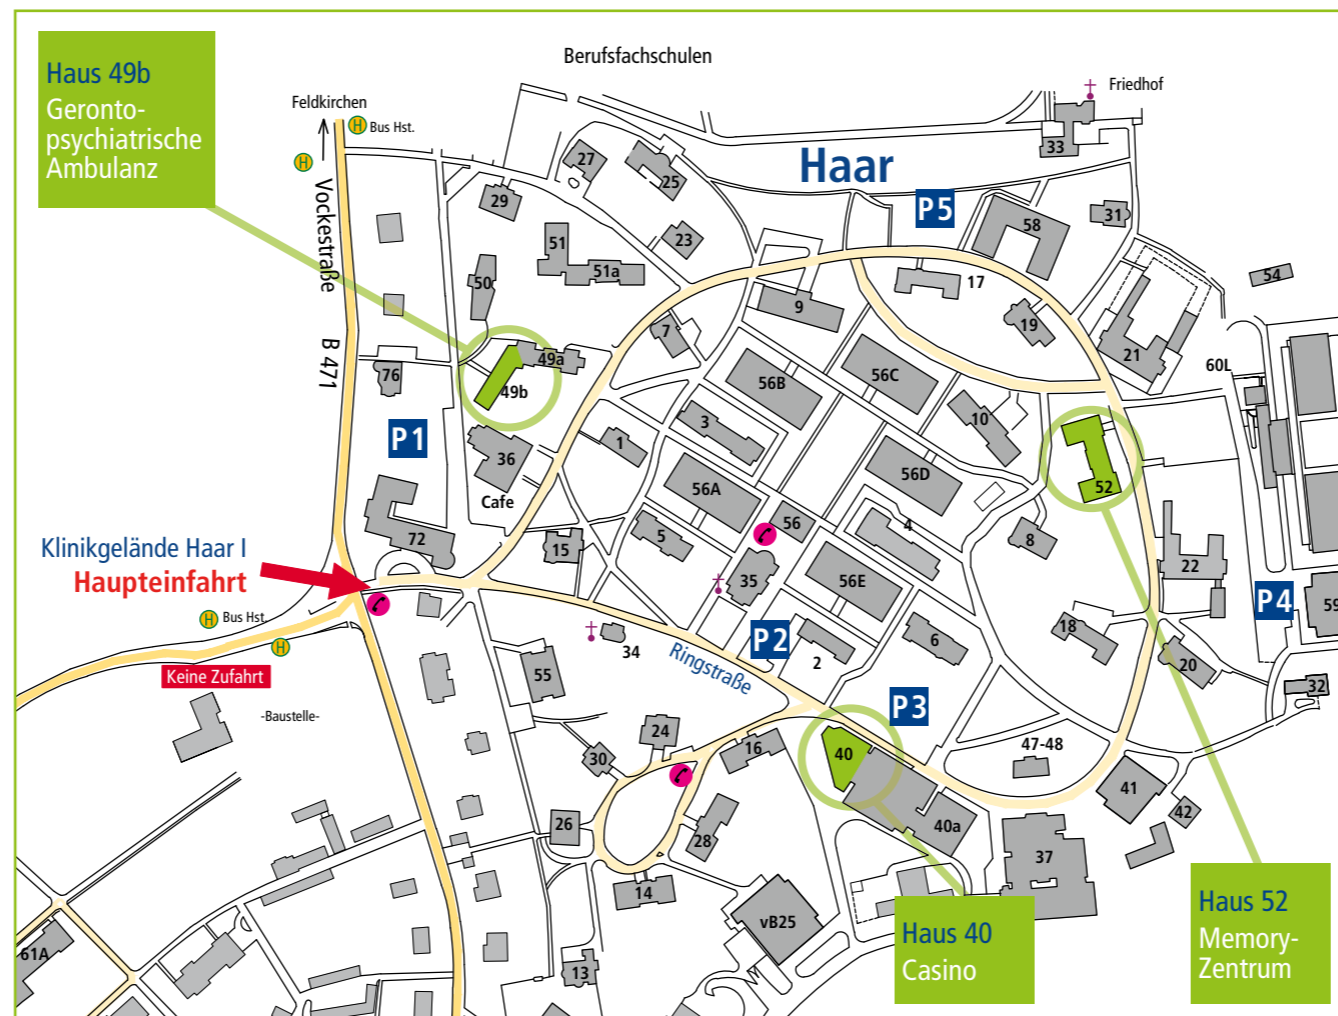 Berufsfachschulen
Haus 49b
Geronto-
psychiatrische
Ambulanz
Feldkirchen
H
Bus Hst.
H
Vockestraße
B 471
Friedhof
Haar
P5
33
27
25
29
31
58
23
51
51a
50
17
54
9
19
7
21
49a
56B
56C
60L
76
49b
3
10
P1
1
36
56D
56A
52
Cafe
56
4
72
5
8
15
Klinikgelände Haar I
Haupteinfahrt
35
56E
22
P4
59
H
Bus Hst.
H
34
Ringstraße
P2
2
6
18
20
Keine Zufahrt
55
32
-Baustelle-
P3
24
16
40
47-48
30
41
26
28
40a
42
37
14
vB25
Haus 40
Casino
Haus 52
Memory-
Zentrum
61A
13